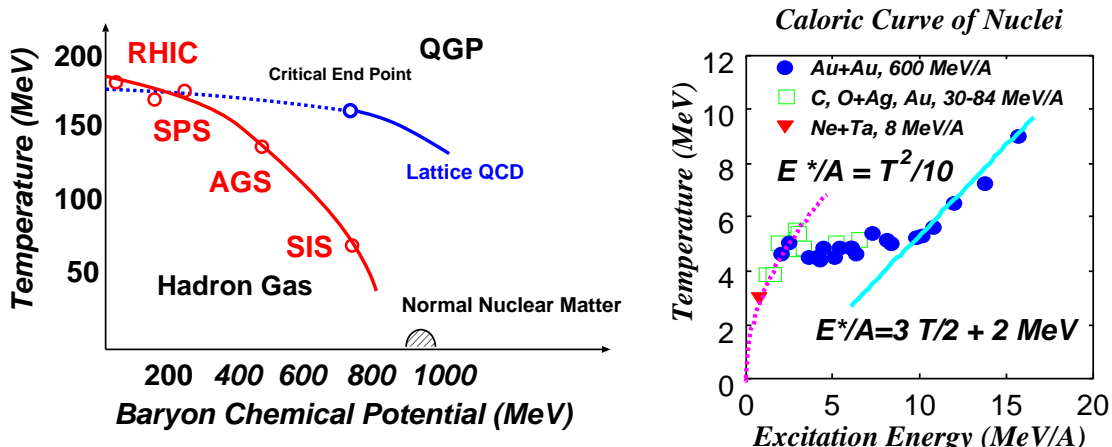 200
150
100
50
Temperature (MeV)
RHIC
QGP
Critical End Point
SPS
AGS
Lattice QCD
SIS
Hadron Gas
Normal Nuclear Matter
200 400 600 800 1000
Baryon Chemical Potential (MeV)
Caloric Curve of Nuclei
12
10
8
6
4
2
0
Temperature (MeV)
Au+Au, 600 MeV/A
C, O+Ag, Au, 30-84 MeV/A
Ne+Ta, 8 MeV/A
E */A = T^2/10
E*/A=3 T/2 + 2 MeV
0 5 10 15 20
Excitation Energy (MeV/A)